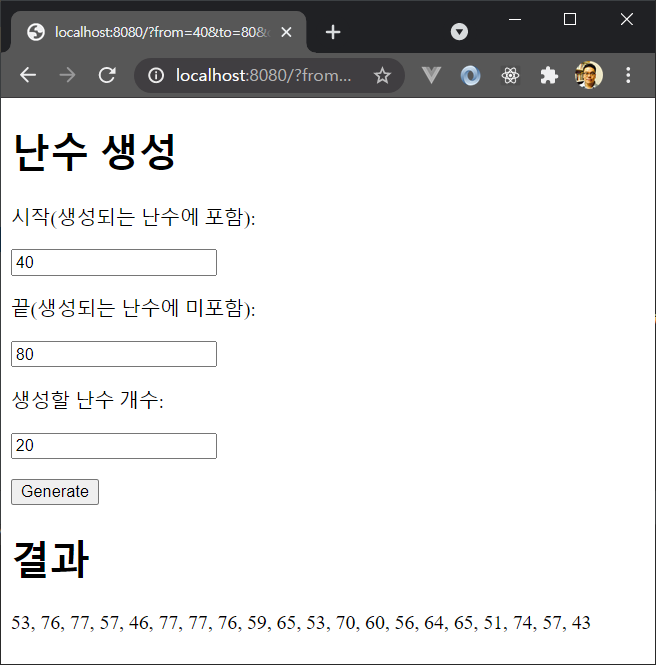 localhost:8080/?from=40&to=80&
localhost:8080/?from...
난수 생성
시작(생성되는 난수에 포함):
40
끝(생성되는 난수에 미포함):
80
생성할 난수 개수:
20
Generate
결과
53, 76, 77, 57, 46, 77, 77, 76, 59, 65, 53, 70, 60, 56, 64, 65, 51, 74, 57, 43